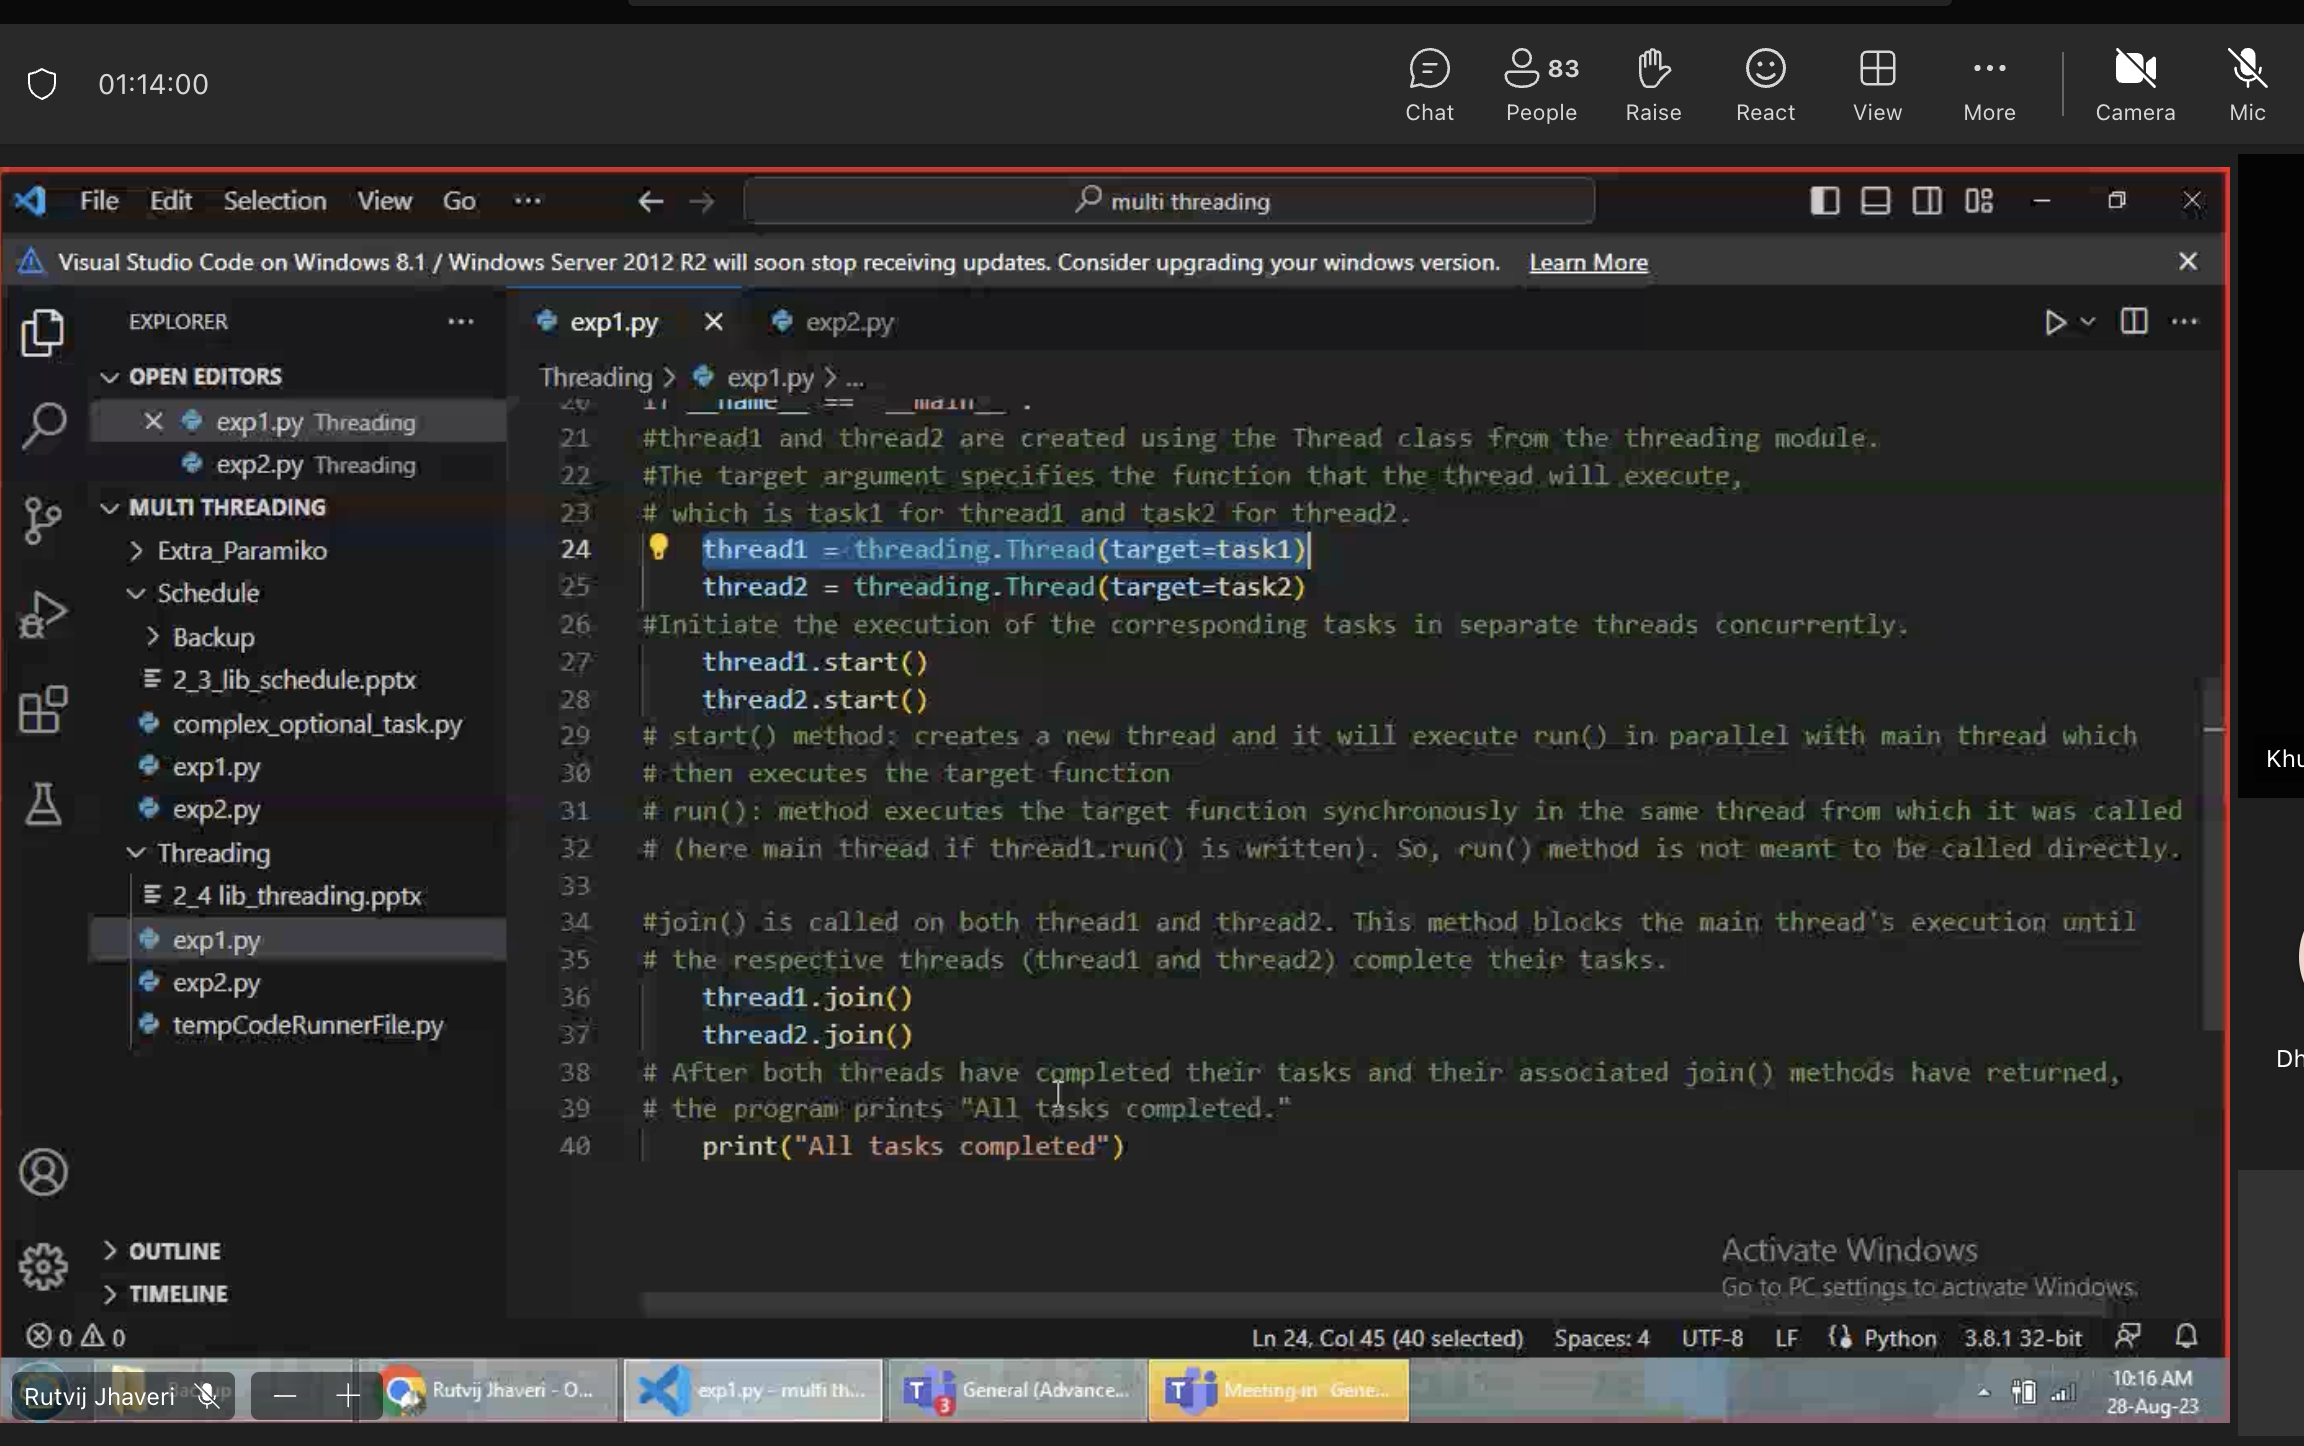 01:14:00
Chat
83
People
Raise
React
View
More
Camera
Mic
File Edit Selection View Go ...
multi threading
Visual Studio Code on Windows 8.1 / Windows Server 2012 R2 will soon stop receiving updates. Consider upgrading your windows version. Learn More
EXPLORER
OPEN EDITORS
exp1.py Threading
exp2.py Threading
MULTI THREADING
Extra_Paramiko
Schedule
Backup
2_3_lib_schedule.pptx
complex_optional_task.py
exp1.py
exp2.py
Threading
2_4 lib_threading.pptx
exp1.py
exp2.py
tempCodeRunnerFile.py
OUTLINE
TIMELINE
exp1.py
exp2.py
Threading > exp1.py > ...
20 if __name__ == "__main__":
21 #thread1 and thread2 are created using the Thread class from the threading module.
22 #The target argument specifies the function that the thread will execute,
23 # which is task1 for thread1 and task2 for thread2.
24 thread1 = threading.Thread(target=task1)
25 thread2 = threading.Thread(target=task2)
26 #Initiate the execution of the corresponding tasks in separate threads concurrently.
27 thread1.start()
28 thread2.start()
29 # start() method: creates a new thread and it will execute run() in parallel with main thread which
30 # then executes the target function
31 # run(): method executes the target function synchronously in the same thread from which it was called
32 # (here main thread if thread1.run() is written). So, run() method is not meant to be called directly.
33
34 #join() is called on both thread1 and thread2. This method blocks the main thread's execution until
35 # the respective threads (thread1 and thread2) complete their tasks.
36 thread1.join()
37 thread2.join()
38 # After both threads have completed their tasks and their associated join() methods have returned,
39 # the program prints "All tasks completed."
40 print("All tasks completed")
Activate Windows
Go to PC settings to activate Windows.
0 0
Ln 24, Col 45 (40 selected) Spaces: 4 UTF-8 LF Python 3.8.1 32-bit
Rutvij Jhaveri
Rutvij Jhaveri - O...
exp1.py - multi th...
3
General (Advance...
Meeting in Gene...
10:16 AM
28-Aug-23
Khu
Dh